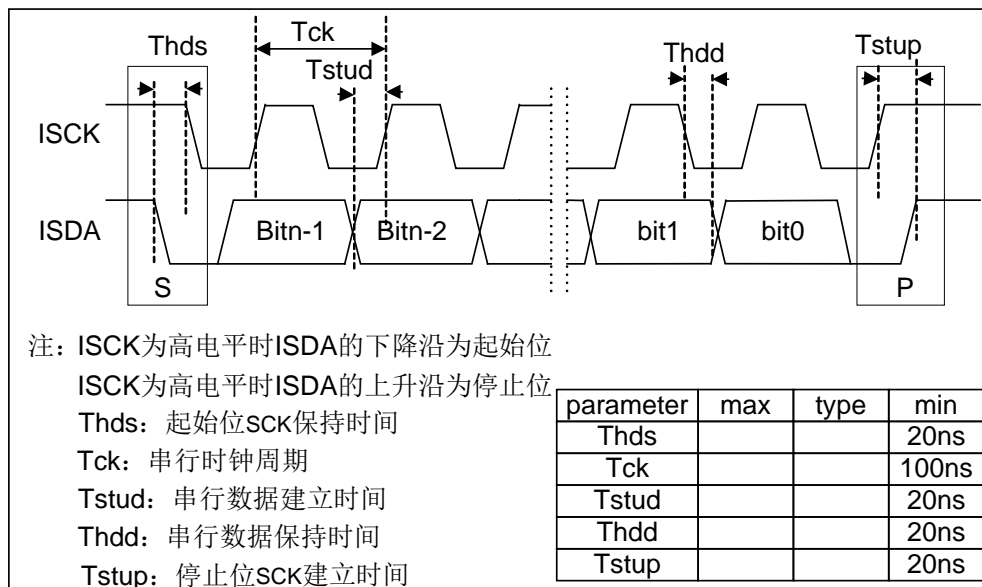 Thds
Tck
Tstud
Thdd
Tstup
ISCK
ISDA
Bitn-1
Bitn-2
bit1
bit0
S
P
注：ISCK为高电平时ISDA的下降沿为起始位
ISCK为高电平时ISDA的上升沿为停止位
Thds：起始位SCK保持时间
Tck：串行时钟周期
Tstud：串行数据建立时间
Thdd：串行数据保持时间
Tstup：停止位SCK建立时间
parameter max type min
Thds 20ns
Tck 100ns
Tstud 20ns
Thdd 20ns
Tstup 20ns